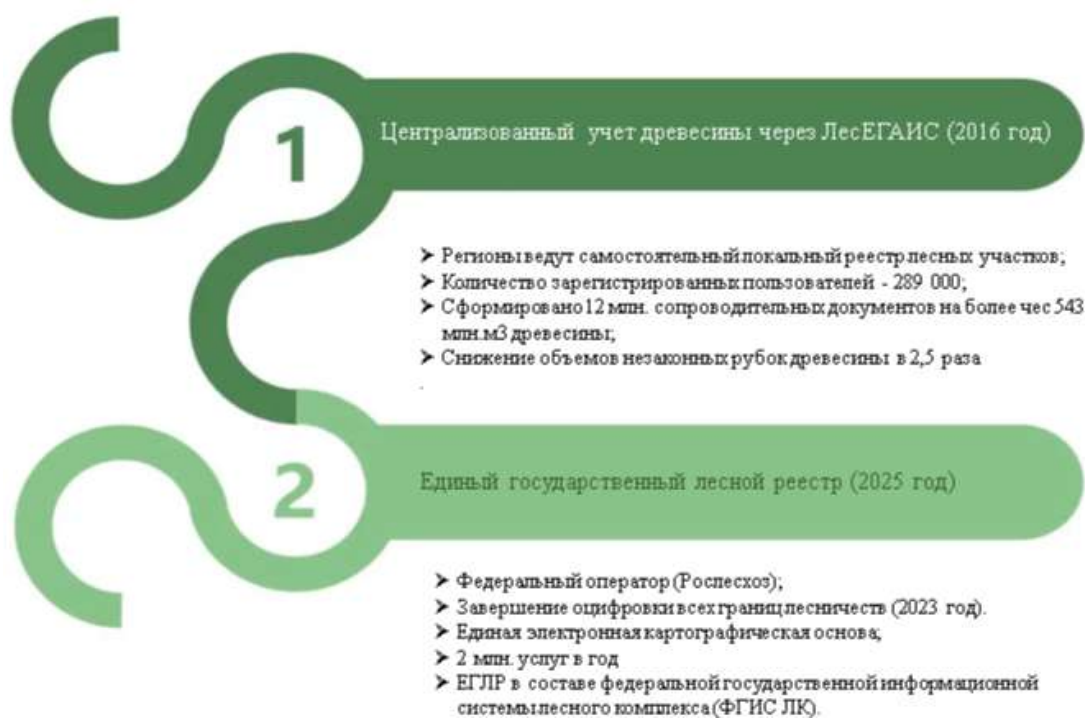 1
Централизованный учет древесины через ЛесЕГАИС (2016 год)
➤ Регионы ведут самостоятельный локальный реестр лесных участков;
➤ Количество зарегистрированных пользователей - 289 000;
➤ Сформировано 12 млн. сопроводительных документов на более чес 543
млн.м3 древесины;
➤ Снижение объемов незаконных рубок древесины в 2,5 раза
.
2
Единый государственный лесной реестр (2025 год)
➤ Федеральный оператор (Рослесхоз);
➤ Завершение оцифровки всех границ лесничеств (2023 год).
➤ Единая электронная картографическая основа;
➤ 2 млн. услуг в год
➤ ЕГЛР в составе федеральной государственной информационной
системы лесного комплекса (ФГИС ЛК).